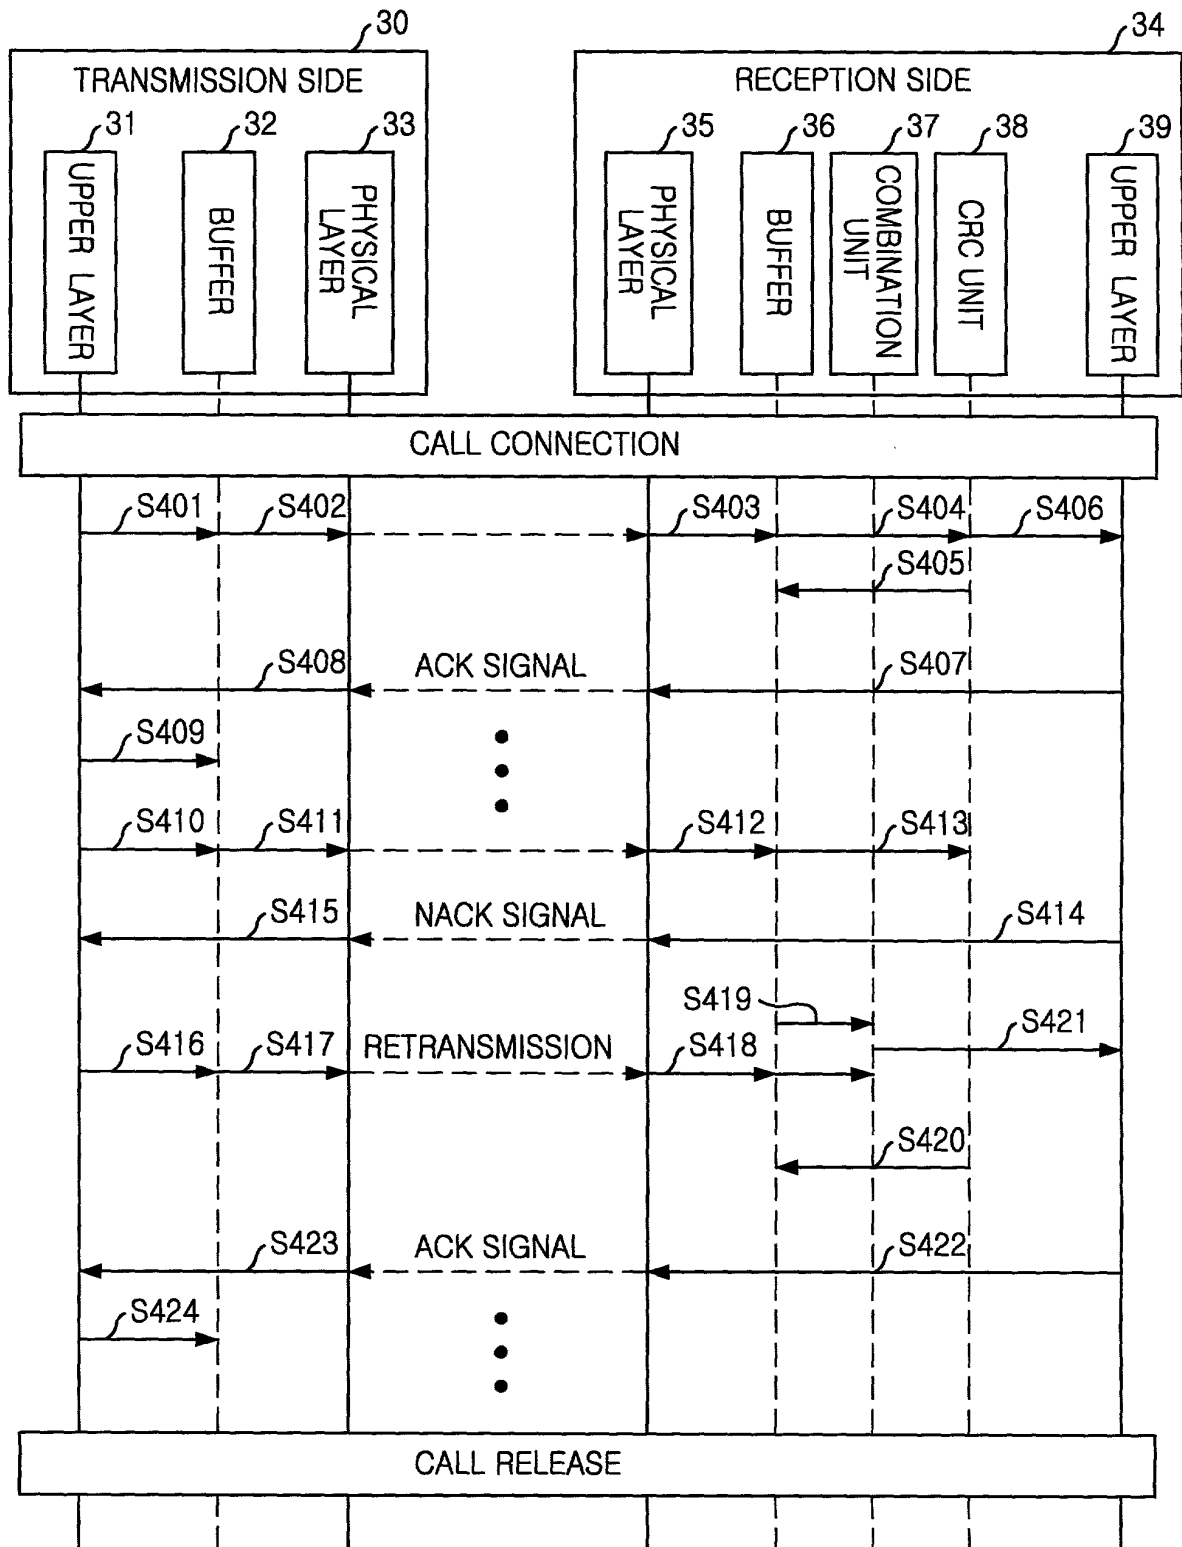 30
34
TRANSMISSION SIDE
RECEPTION SIDE
31
32
33
35
36
37
38
39
UPPER LAYER
BUFFER
PHYSICAL
LAYER
PHYSICAL
LAYER
BUFFER
COMBINATION
UNIT
CRC UNIT
UPPER LAYER
CALL CONNECTION
S401
S402
S403
S404
S406
S405
S408
ACK SIGNAL
S407
S409
S410
S411
S412
S413
S415
NACK SIGNAL
S414
S419
S421
S416
S417
RETRANSMISSION
S418
S420
S423
ACK SIGNAL
S422
S424
CALL RELEASE